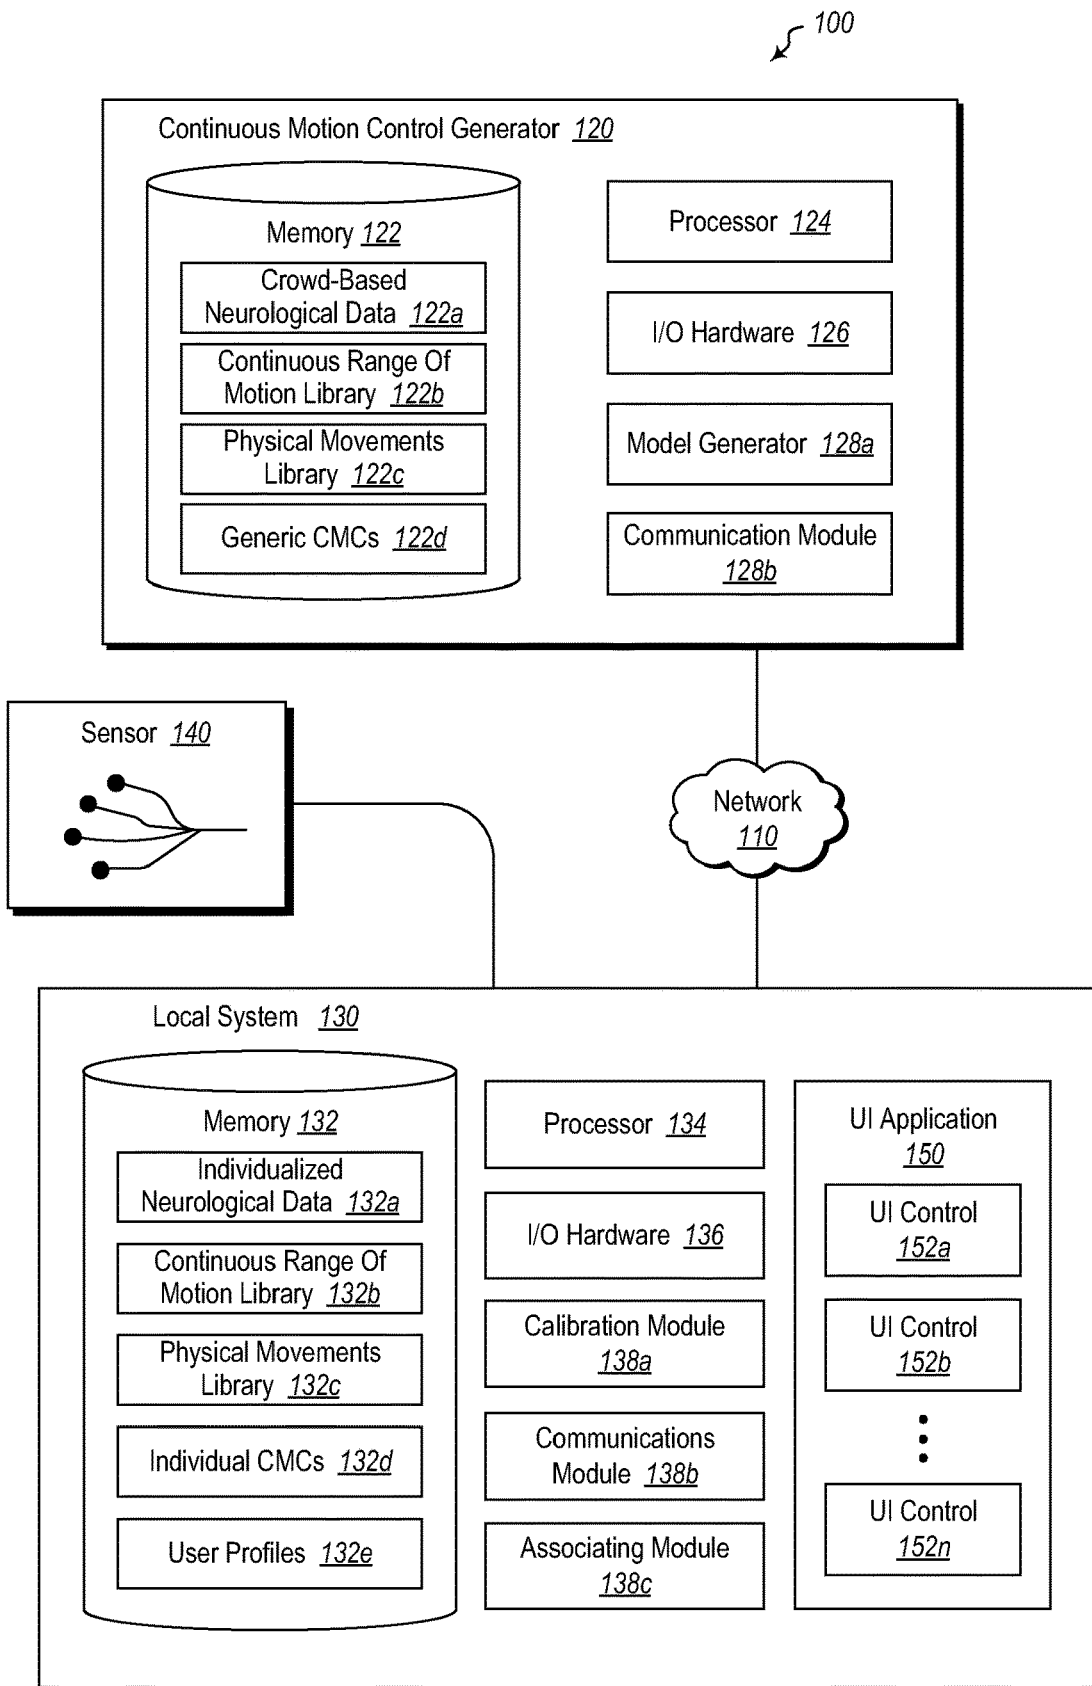 100
Continuous Motion Control Generator 120
Memory 122
Crowd-Based
Neurological Data 122a
Continuous Range Of
Motion Library 122b
Physical Movements
Library 122c
Generic CMCs 122d
Processor 124
I/O Hardware 126
Model Generator 128a
Communication Module
128b
Sensor 140
Network
110
Local System 130
Memory 132
Individualized
Neurological Data 132a
Continuous Range Of
Motion Library 132b
Physical Movements
Library 132c
Individual CMCs 132d
User Profiles 132e
Processor 134
I/O Hardware 136
Calibration Module
138a
Communications
Module 138b
Associating Module
138c
UI Application
150
UI Control
152a
UI Control
152b
UI Control
152n